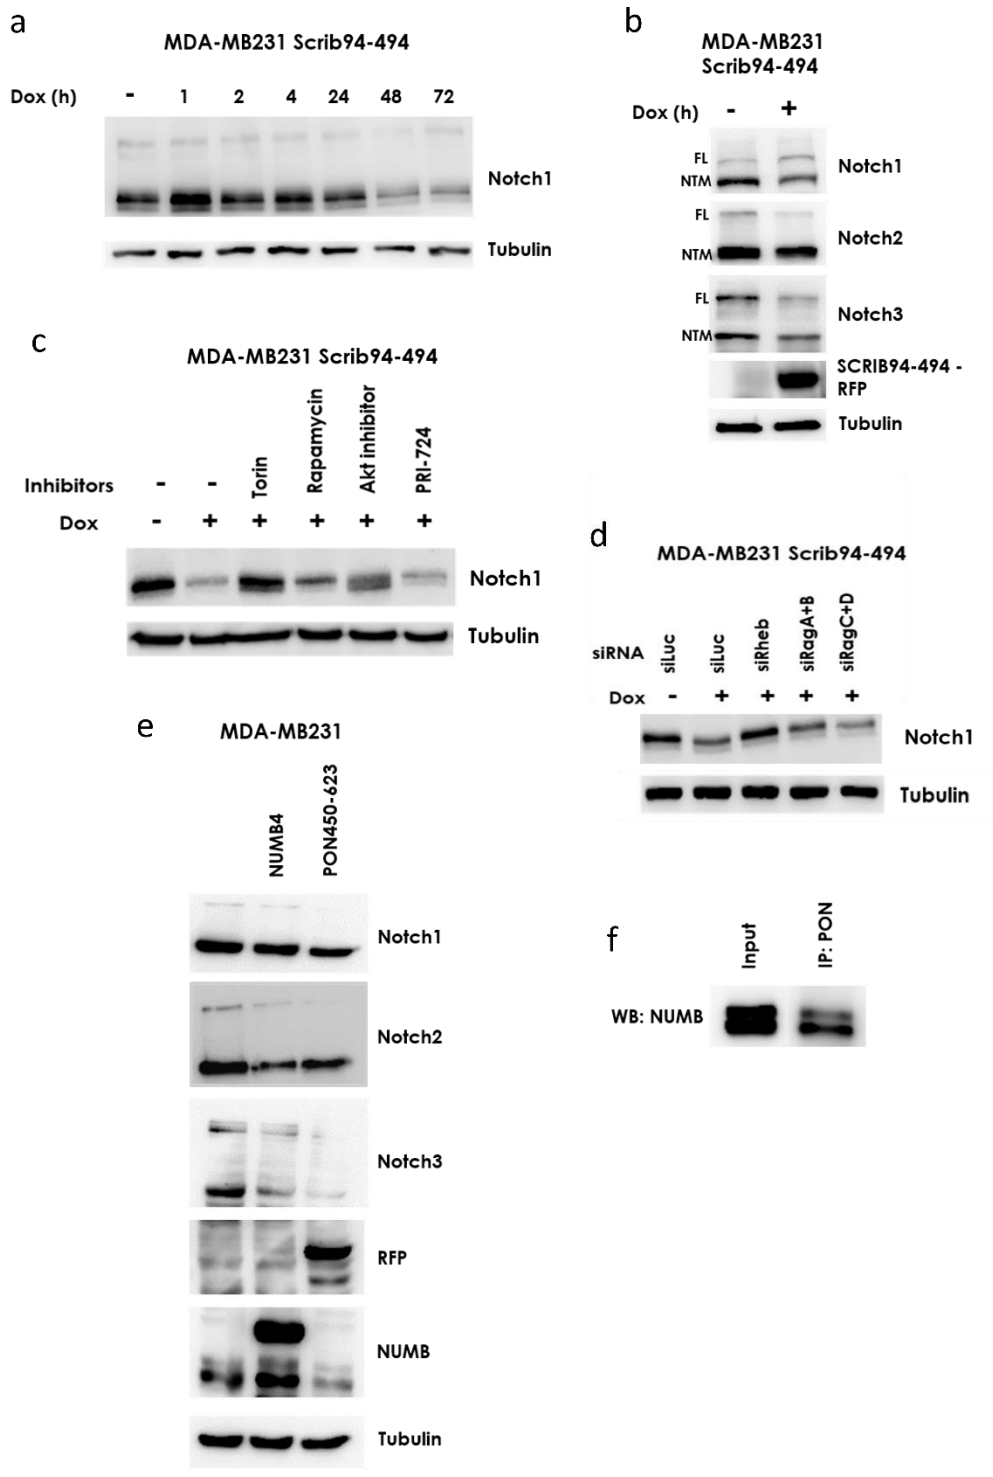 a
MDA-MB231 Scrib94-494
Dox (h) - 1 2 4 24 48 72
Notch1
Tubulin
b
MDA-MB231
Scrib94-494
Dox (h) - +
FL
NTM
Notch1
FL
NTM
Notch2
FL
NTM
Notch3
SCRIB94-494 -
RFP
Tubulin
c
MDA-MB231 Scrib94-494
Inhibitors - - Torin Rapamycin Akt inhibitor PRI-724
Dox - + + + + +
Notch1
Tubulin
d
MDA-MB231 Scrib94-494
siRNA siLuc siLuc siRheb siRagA+B siRagC+D
Dox - + + + +
Notch1
Tubulin
e
MDA-MB231
NUMB4 PON450-623
Notch1
Notch2
Notch3
RFP
NUMB
Tubulin
f
Input IP: PON
WB: NUMB